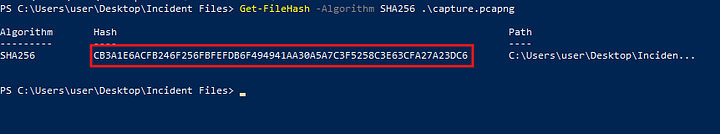 PS C:\Users\user\Desktop\Incident Files> Get-FileHash -Algorithm SHA256 .\capture.pcapng
Algorithm Hash Path
--------- ---- ----
SHA256 CB3A1E6ACFB246F256FBFEFDB6F494941AA30A5A7C3F5258C3E63CFA27A23DC6 C:\Users\user\Desktop\Inciden...
PS C:\Users\user\Desktop\Incident Files>